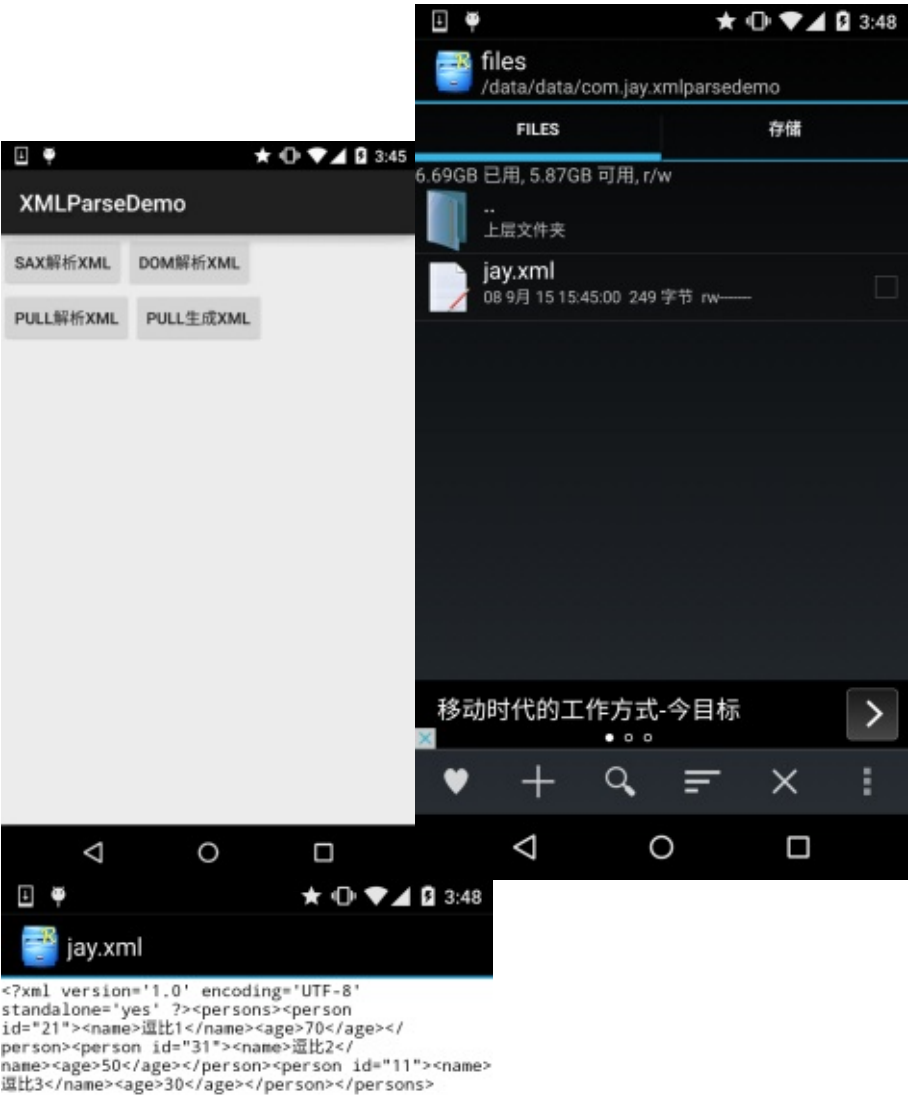 3:45
XMLParseDemo
SAX解析XML DOM解析XML
PULL解析XML PULL生成XML
3:48
files
/data/data/com.jay.xmlparsedemo
FILES 存储
6.69GB 已用, 5.87GB 可用, r/w
..
上层文件夹
jay.xml
08 9月 15 15:45:00 249 字节 rw-------
移动时代的工作方式-今目标
3:48
jay.xml
<?xml version='1.0' encoding='UTF-8'
standalone='yes' ?><persons><person
id="21"><name>逗比1</name><age>70</age></
person><person id="31"><name>逗比2</
name><age>50</age></person><person id="11"><name>
逗比3</name><age>30</age></person></persons>